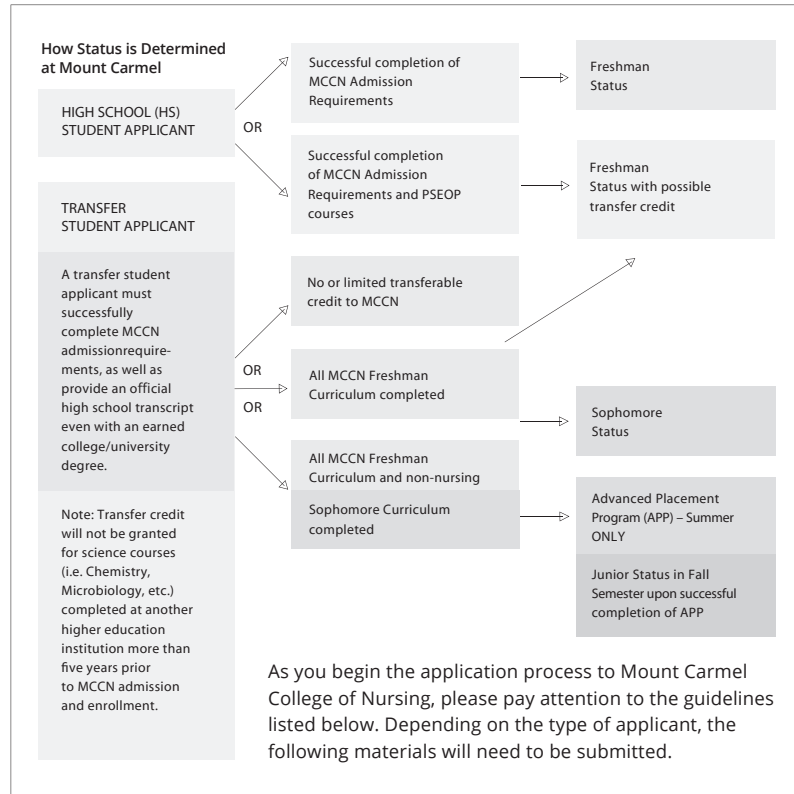 How Status is Determined
at Mount Carmel
HIGH SCHOOL (HS)
STUDENT APPLICANT
OR
Successful completion of
MCCN Admission
Requirements
Freshman
Status
Successful completion
of MCCN Admission
Requirements and PSEOP
courses
Freshman
Status with possible
transfer credit
TRANSFER
STUDENT APPLICANT
A transfer student
applicant must
successfully
complete MCCN
admissionrequire-
ments, as well as
provide an official
high school transcript
even with an earned
college/university
degree.
Note: Transfer credit
will not be granted
for science courses
(i.e. Chemistry,
Microbiology, etc.)
completed at another
higher education
institution more than
five years prior
to MCCN admission
and enrollment.
OR
OR
No or limited transferable
credit to MCCN
All MCCN Freshman
Curriculum completed
Sophomore
Status
All MCCN Freshman
Curriculum and non-nursing
Sophomore Curriculum
completed
Advanced Placement
Program (APP) – Summer
ONLY
Junior Status in Fall
Semester upon successful
completion of APP
As you begin the application process to Mount Carmel
College of Nursing, please pay attention to the guidelines
listed below. Depending on the type of applicant, the
following materials will need to be submitted.